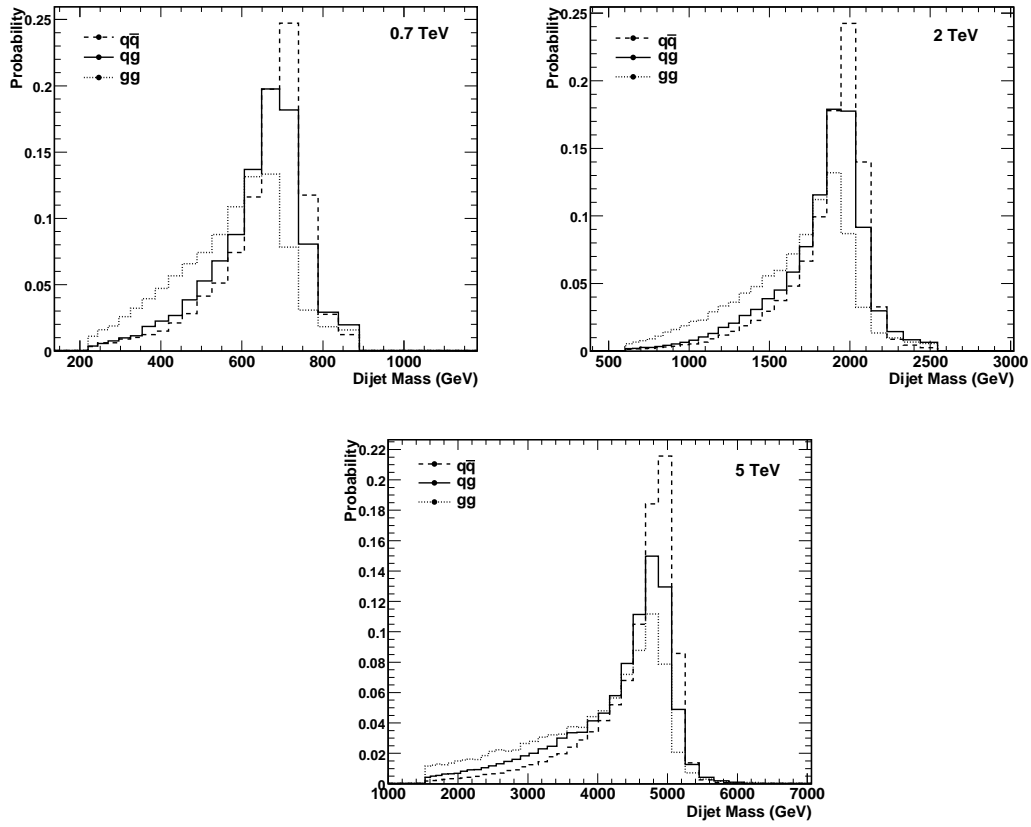 Probability
0.25
0.2
0.15
0.1
0.05
0
qq̅
qg
gg
0.7 TeV
200 400 600 800 1000
Dijet Mass (GeV)
Probability
0.25
0.2
0.15
0.1
0.05
0
qq̅
qg
gg
2 TeV
500 1000 1500 2000 2500 3000
Dijet Mass (GeV)
Probability
0.22
0.2
0.18
0.16
0.14
0.12
0.1
0.08
0.06
0.04
0.02
0
qq̅
qg
gg
5 TeV
1000 2000 3000 4000 5000 6000 7000
Dijet Mass (GeV)